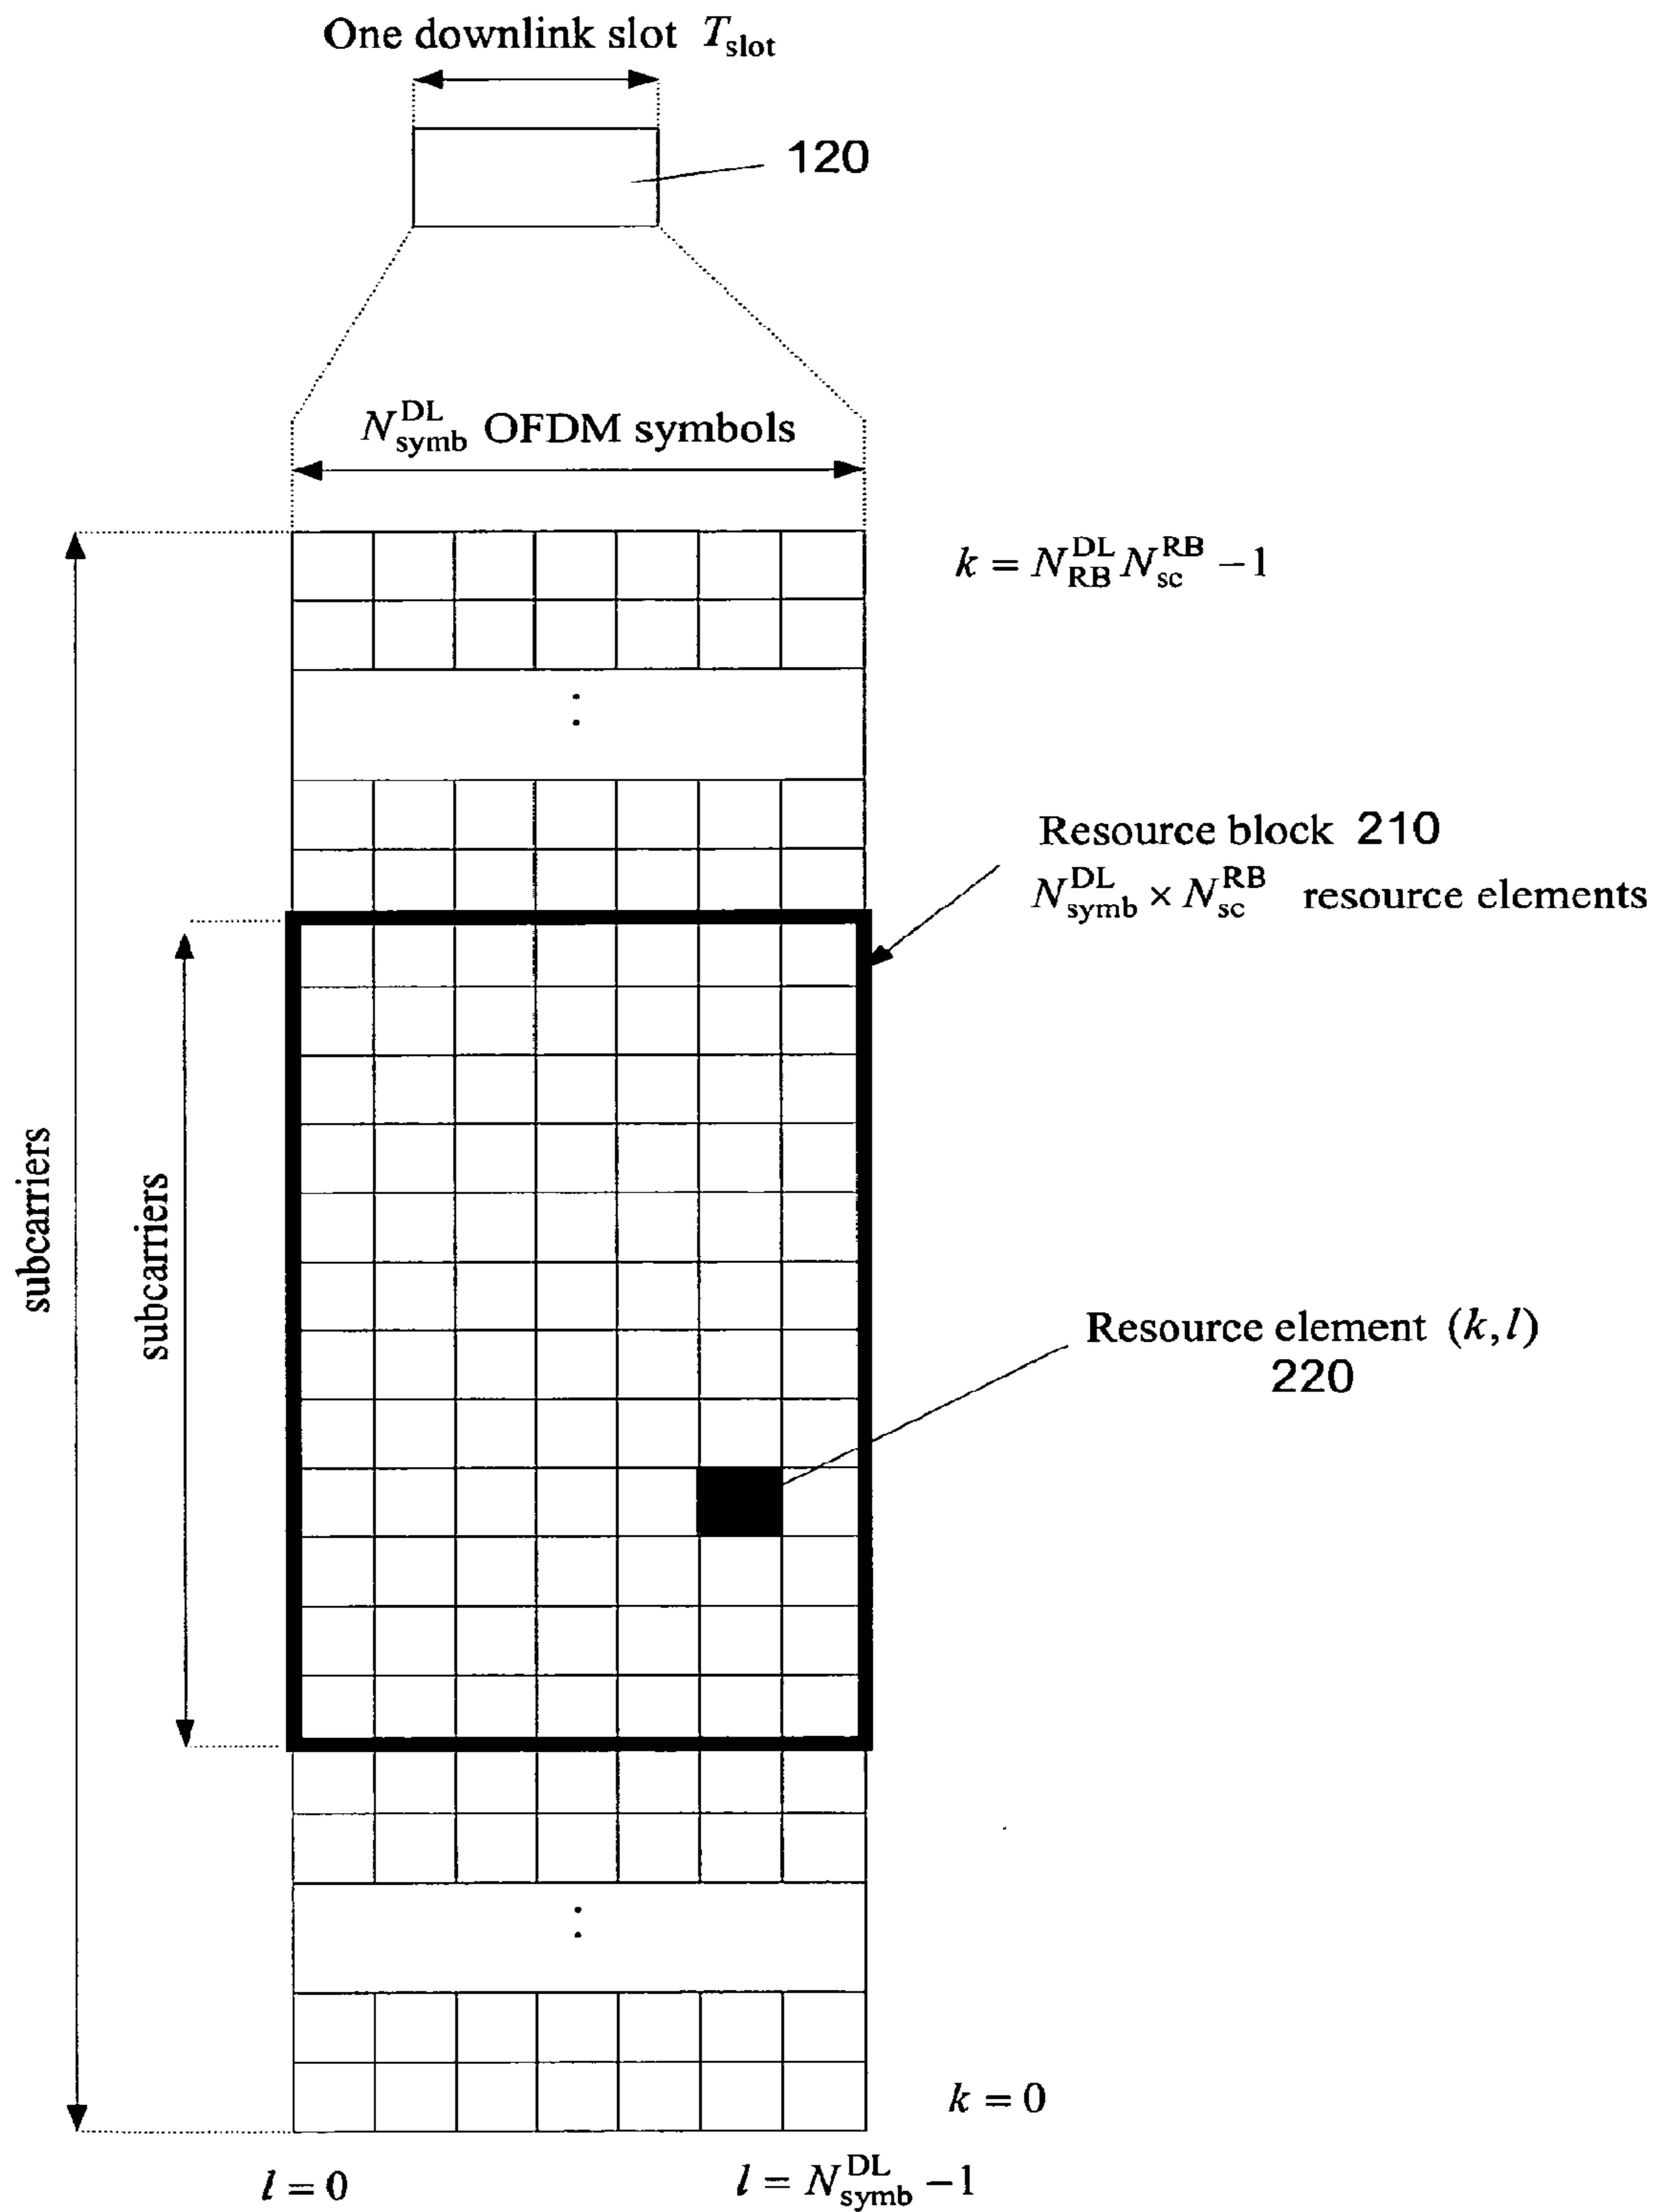 One downlink slot T_slot
120
N_symb^DL OFDM symbols
k = N_RB^DL N_sc^RB −1
Resource block 210
N_symb^DL × N_sc^RB resource elements
subcarriers
subcarriers
Resource element (k,l)
220
k = 0
l = 0
l = N_symb^DL −1